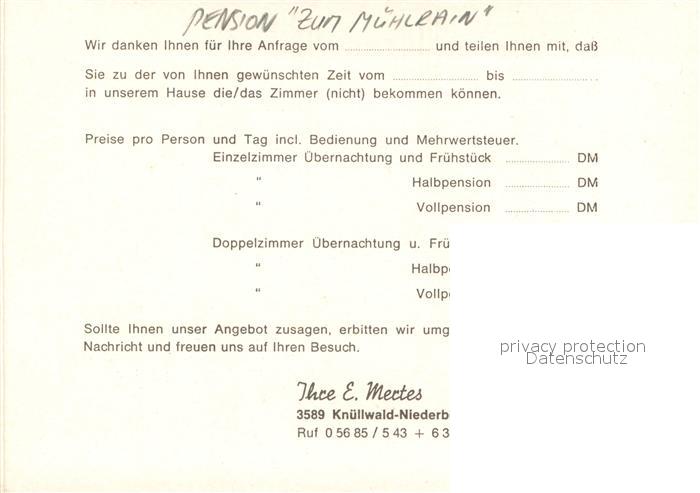 PENSION "ZUM MÜHLRAIN"
Wir danken Ihnen für Ihre Anfrage vom .......................... und teilen Ihnen mit, daß
Sie zu der von Ihnen gewünschten Zeit vom .......................... bis ..........................
in unserem Hause die/das Zimmer (nicht) bekommen können.
Preise pro Person und Tag incl. Bedienung und Mehrwertsteuer.
Einzelzimmer Übernachtung und Frühstück .................... DM
" Halbpension .................... DM
" Vollpension .................... DM
Doppelzimmer Übernachtung u. Frü
" Halbp
" Vollp
Sollte Ihnen unser Angebot zusagen, erbitten wir umg
Nachricht und freuen uns auf Ihren Besuch.
privacy protection
Datenschutz
Ihre E. Mertes
3589 Knüllwald-Niederb
Ruf 0 56 85 / 5 43 + 6 3